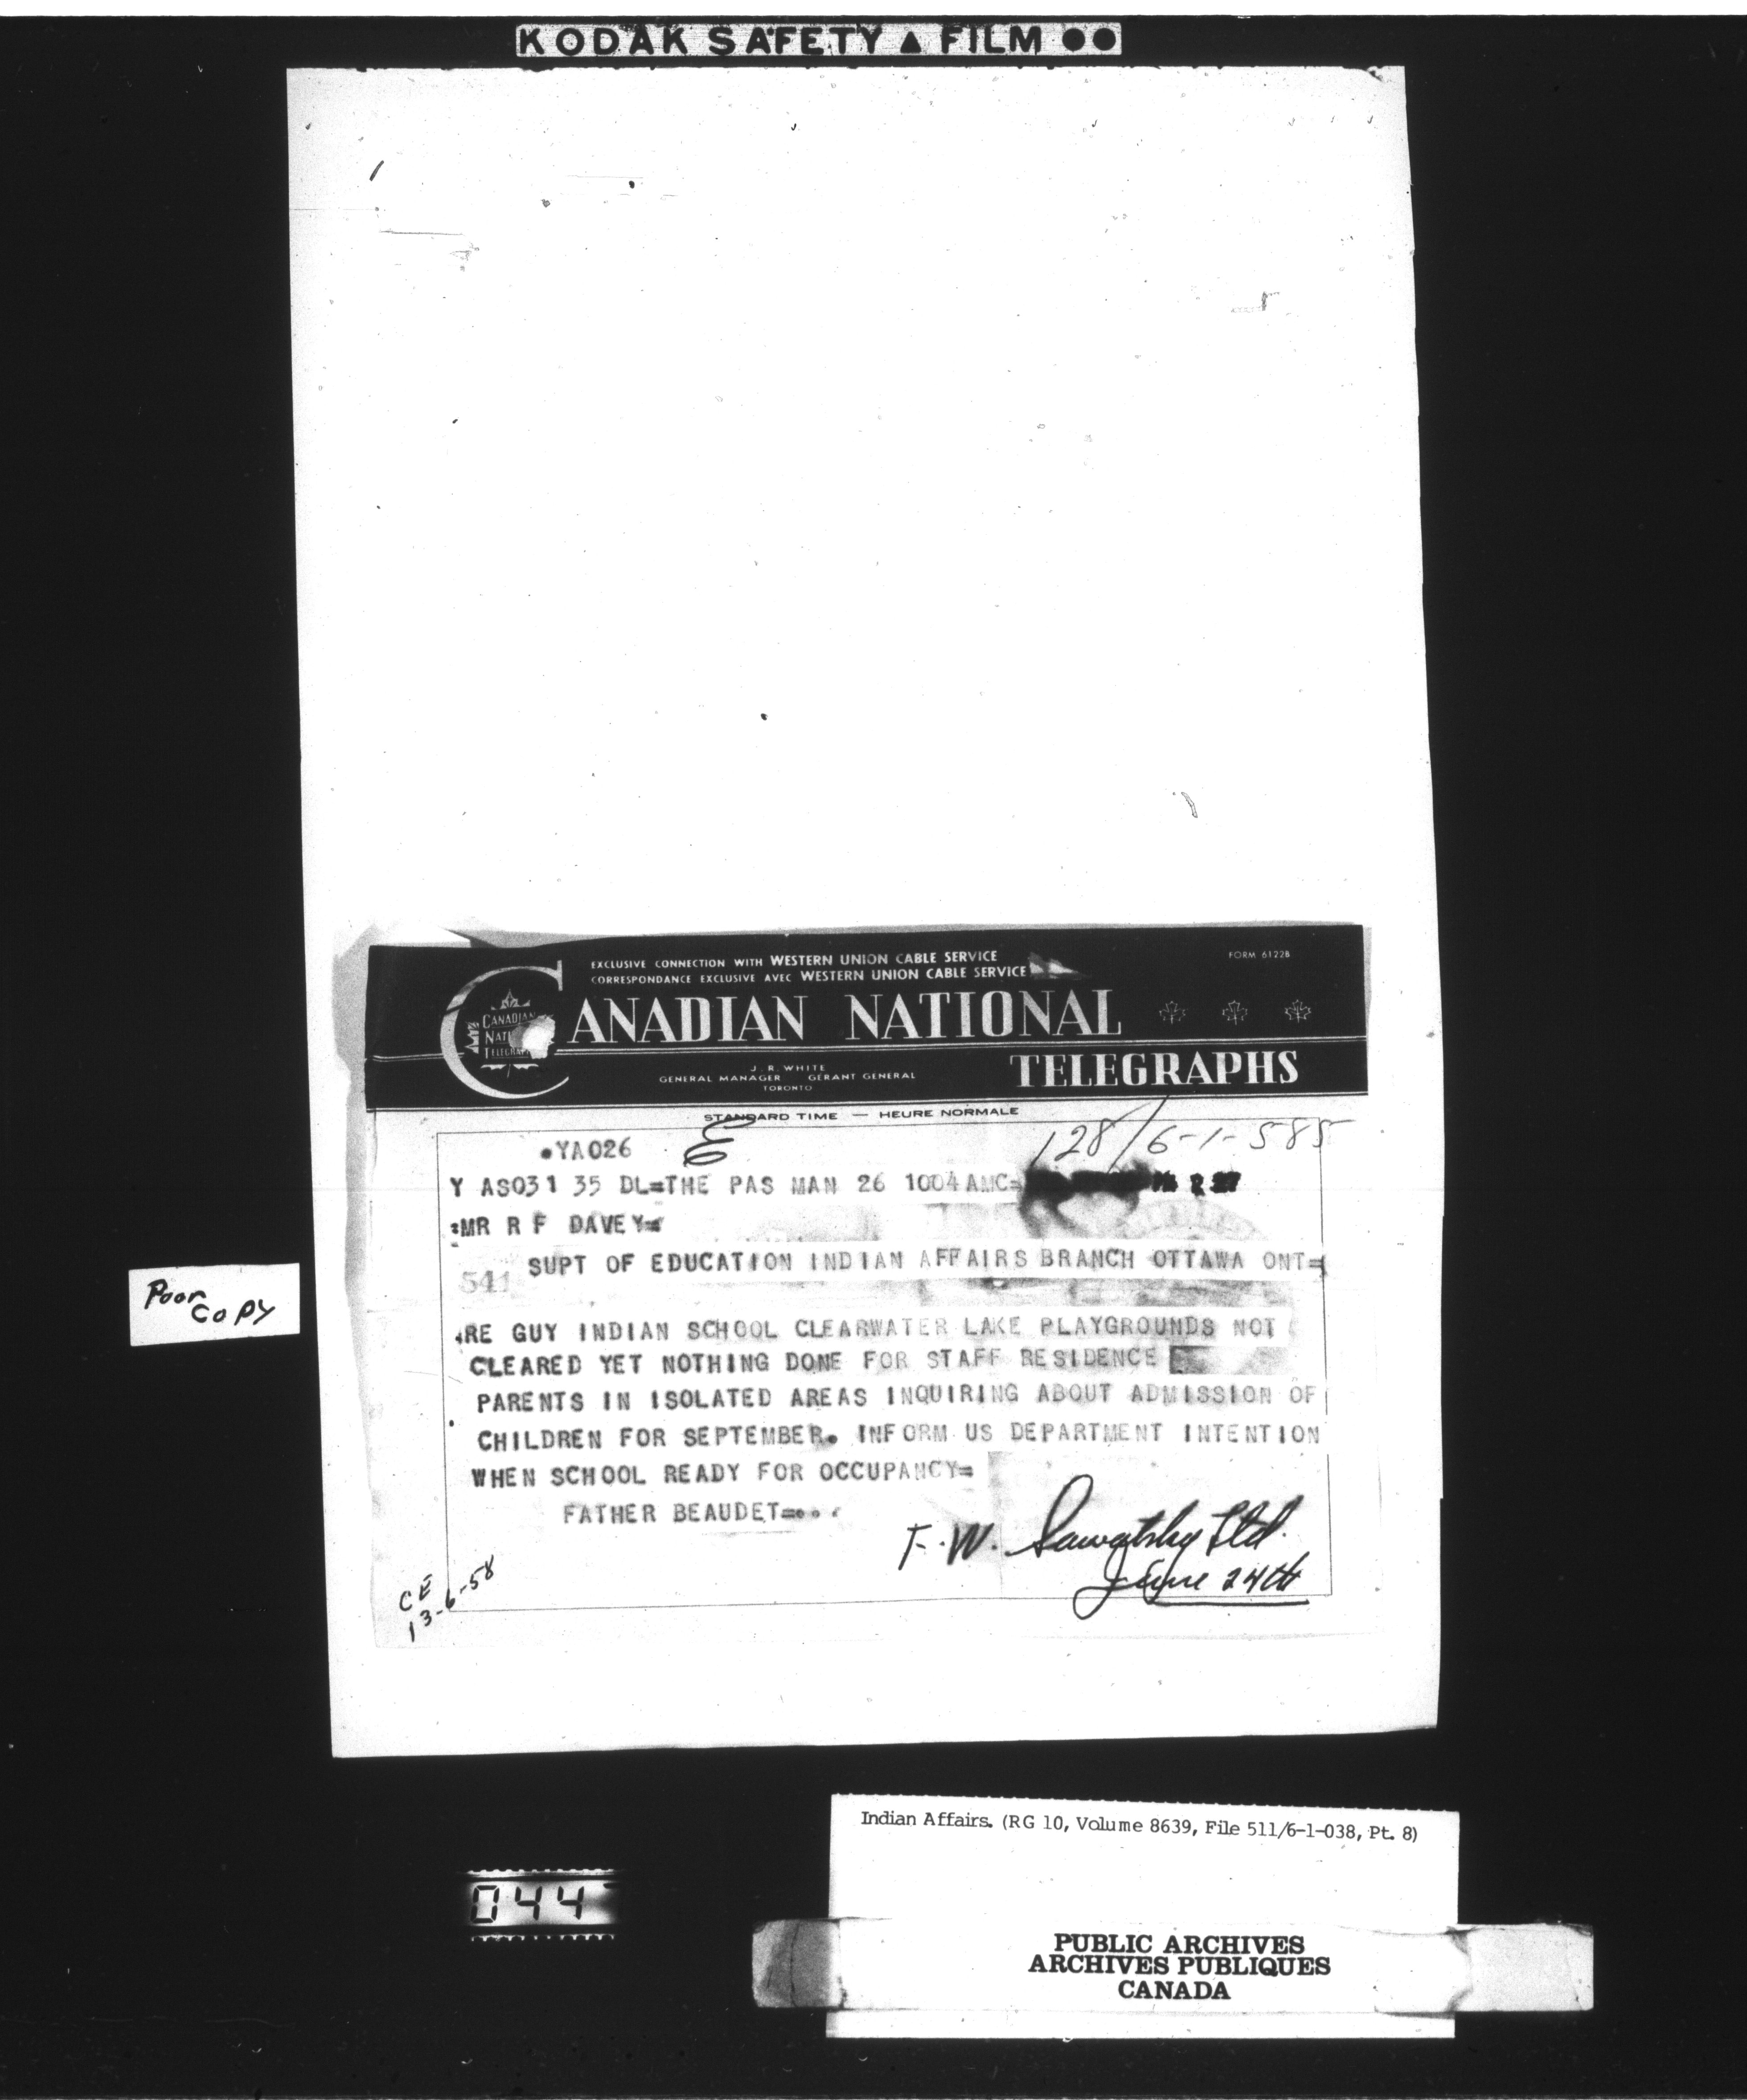 KODAK SAFETY ▲ FILM ●●
EXCLUSIVE CONNECTION WITH WESTERN UNION CABLE SERVICE
CORRESPONDANCE EXCLUSIVE AVEC WESTERN UNION CABLE SERVICE
FORM 6122B
CANADIAN NATIONAL
TELEGRAPHS
J. R. WHITE
GENERAL MANAGER GÉRANT GÉNÉRAL
TORONTO
STANDARD TIME — HEURE NORMALE
YA026 E 128/6-1-585
Y AS031 35 DL=THE PAS MAN 26 1004AMC=
=MR R F DAVEY=
SUPT OF EDUCATION INDIAN AFFAIRS BRANCH OTTAWA ONT=
541
RE GUY INDIAN SCHOOL CLEARWATER LAKE PLAYGROUNDS NOT
CLEARED YET NOTHING DONE FOR STAFF RESIDENCE
PARENTS IN ISOLATED AREAS INQUIRING ABOUT ADMISSION OF
CHILDREN FOR SEPTEMBER. INFORM US DEPARTMENT INTENTION
WHEN SCHOOL READY FOR OCCUPANCY=
FATHER BEAUDET=...
F. W. Sawatsky Ltd.
June 24th
CE
13-6-58
Poor
Copy
Indian Affairs. (RG 10, Volume 8639, File 511/6-1-038, Pt. 8)
044
PUBLIC ARCHIVES
ARCHIVES PUBLIQUES
CANADA